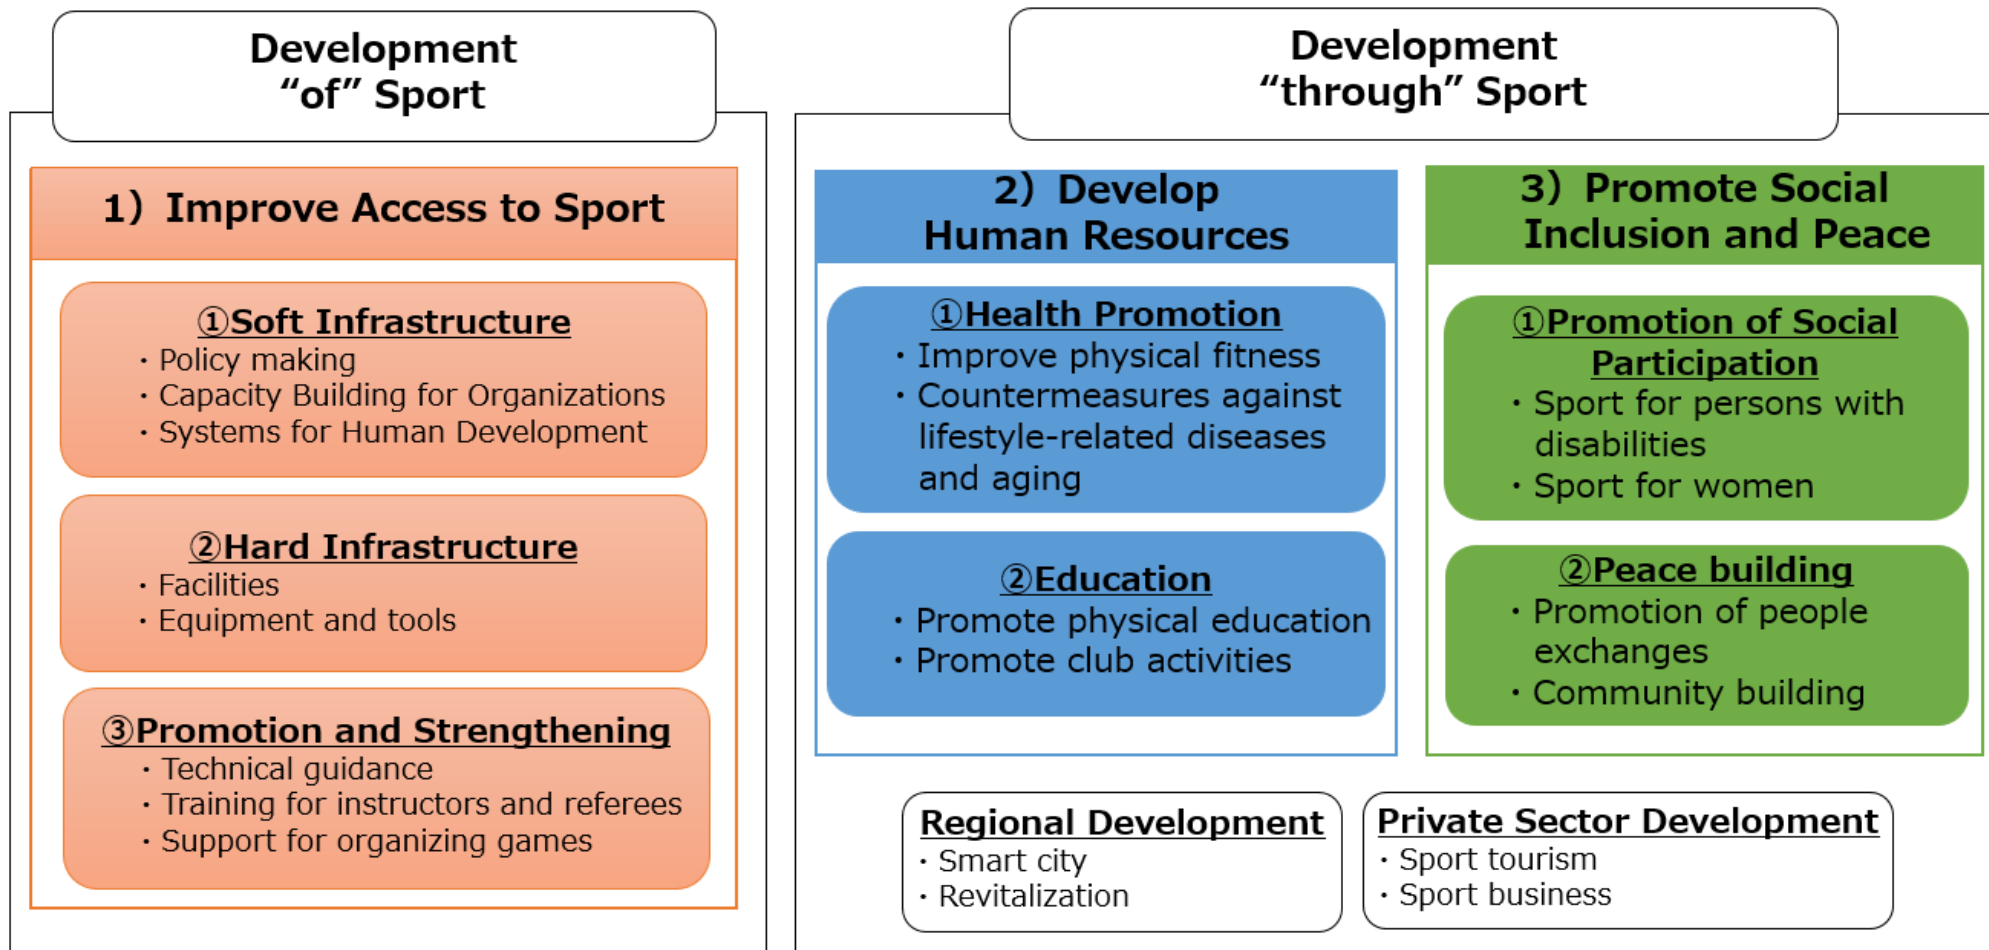 Development
“of” Sport
1）Improve Access to Sport
①Soft Infrastructure
・Policy making
・Capacity Building for Organizations
・Systems for Human Development
②Hard Infrastructure
・Facilities
・Equipment and tools
③Promotion and Strengthening
・Technical guidance
・Training for instructors and referees
・Support for organizing games
Development
“through” Sport
2）Develop
Human Resources
①Health Promotion
・Improve physical fitness
・Countermeasures against
lifestyle-related diseases
and aging
②Education
・Promote physical education
・Promote club activities
3）Promote Social
Inclusion and Peace
①Promotion of Social
Participation
・Sport for persons with
disabilities
・Sport for women
②Peace building
・Promotion of people
exchanges
・Community building
Regional Development
・Smart city
・Revitalization
Private Sector Development
・Sport tourism
・Sport business